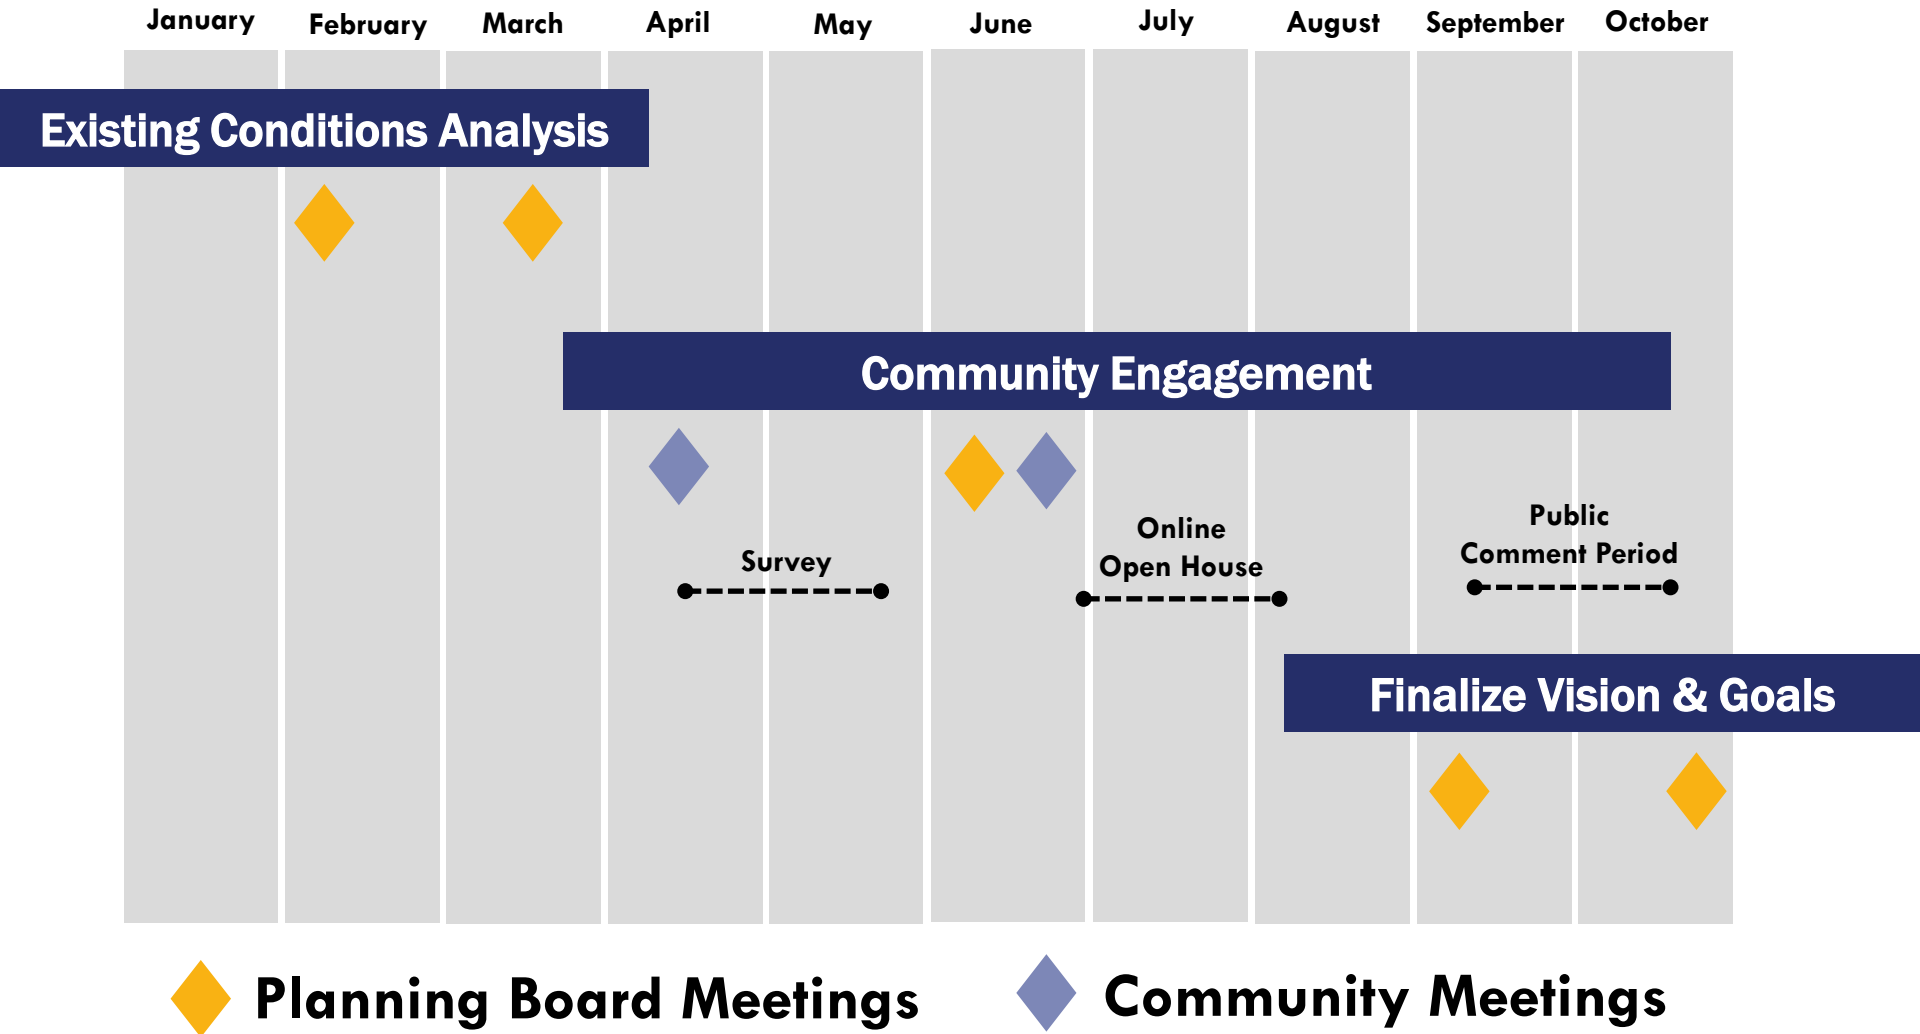 January February March April May June July August September October
Existing Conditions Analysis
Community Engagement
Survey
Online
Open House
Public
Comment Period
Finalize Vision & Goals
Planning Board Meetings
Community Meetings